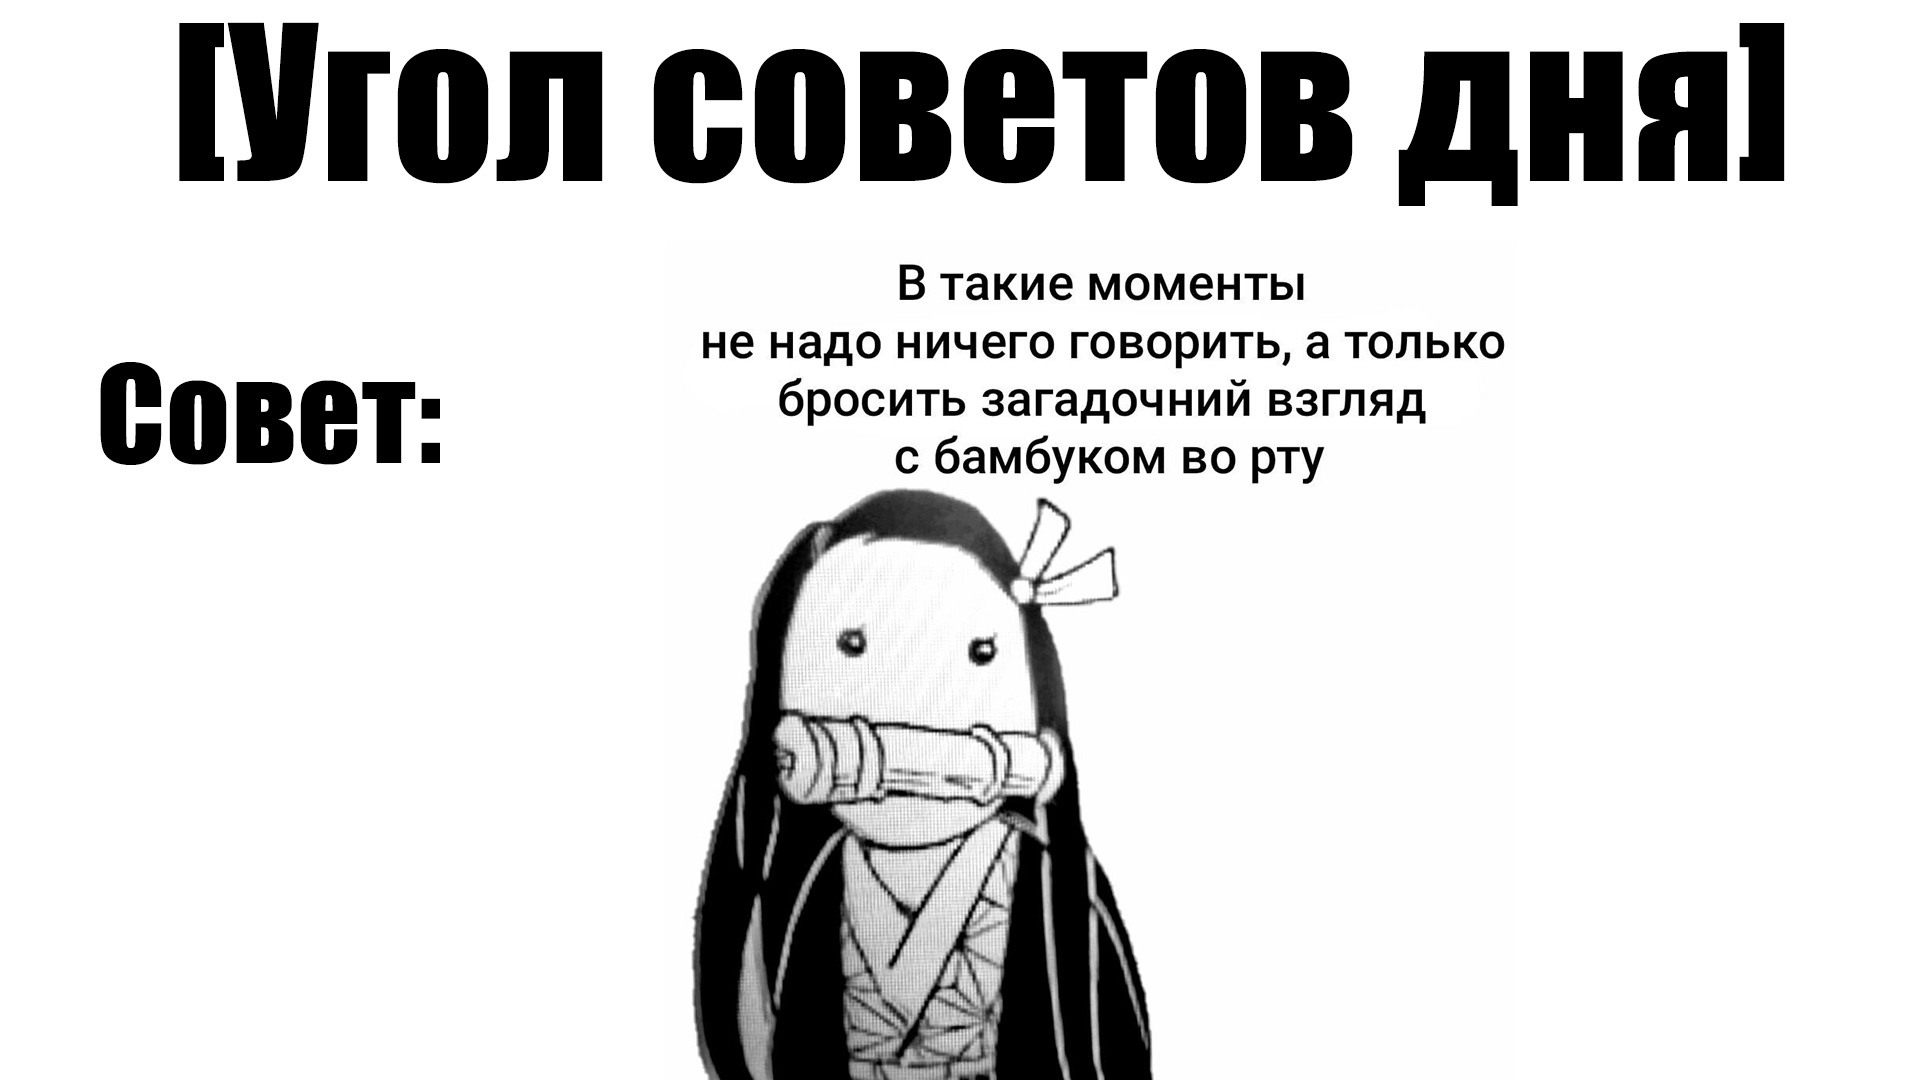 [Угол советов дня]
Совет:
В такие моменты
не надо ничего говорить, а только
бросить загадочний взгляд
с бамбуком во рту